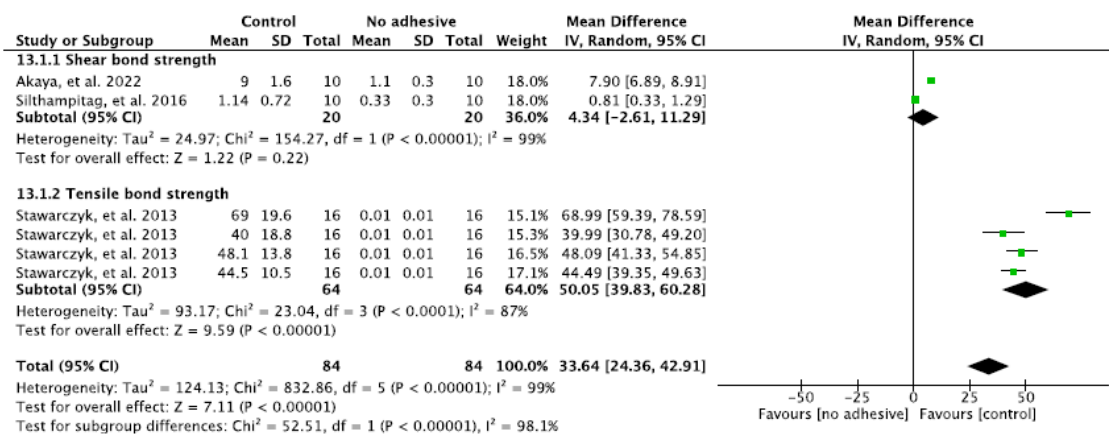 Control No adhesive Mean Difference Mean Difference
Study or Subgroup Mean SD Total Mean SD Total Weight IV, Random, 95% CI IV, Random, 95% CI
13.1.1 Shear bond strength
Akaya, et al. 2022 9 1.6 10 1.1 0.3 10 18.0% 7.90 [6.89, 8.91]
Silthampitag, et al. 2016 1.14 0.72 10 0.33 0.3 10 18.0% 0.81 [0.33, 1.29]
Subtotal (95% CI) 20 20 36.0% 4.34 [-2.61, 11.29]
Heterogeneity: Tau² = 24.97; Chi² = 154.27, df = 1 (P < 0.00001); I² = 99%
Test for overall effect: Z = 1.22 (P = 0.22)
13.1.2 Tensile bond strength
Stawarczyk, et al. 2013 69 19.6 16 0.01 0.01 16 15.1% 68.99 [59.39, 78.59]
Stawarczyk, et al. 2013 40 18.8 16 0.01 0.01 16 15.3% 39.99 [30.78, 49.20]
Stawarczyk, et al. 2013 48.1 13.8 16 0.01 0.01 16 16.5% 48.09 [41.33, 54.85]
Stawarczyk, et al. 2013 44.5 10.5 16 0.01 0.01 16 17.1% 44.49 [39.35, 49.63]
Subtotal (95% CI) 64 64 64.0% 50.05 [39.83, 60.28]
Heterogeneity: Tau² = 93.17; Chi² = 23.04, df = 3 (P < 0.0001); I² = 87%
Test for overall effect: Z = 9.59 (P < 0.00001)
Total (95% CI) 84 84 100.0% 33.64 [24.36, 42.91]
Heterogeneity: Tau² = 124.13; Chi² = 832.86, df = 5 (P < 0.00001); I² = 99%
Test for overall effect: Z = 7.11 (P < 0.00001)
Test for subgroup differences: Chi² = 52.51, df = 1 (P < 0.00001), I² = 98.1%
-50 -25 0 25 50
Favours [no adhesive] Favours [control]